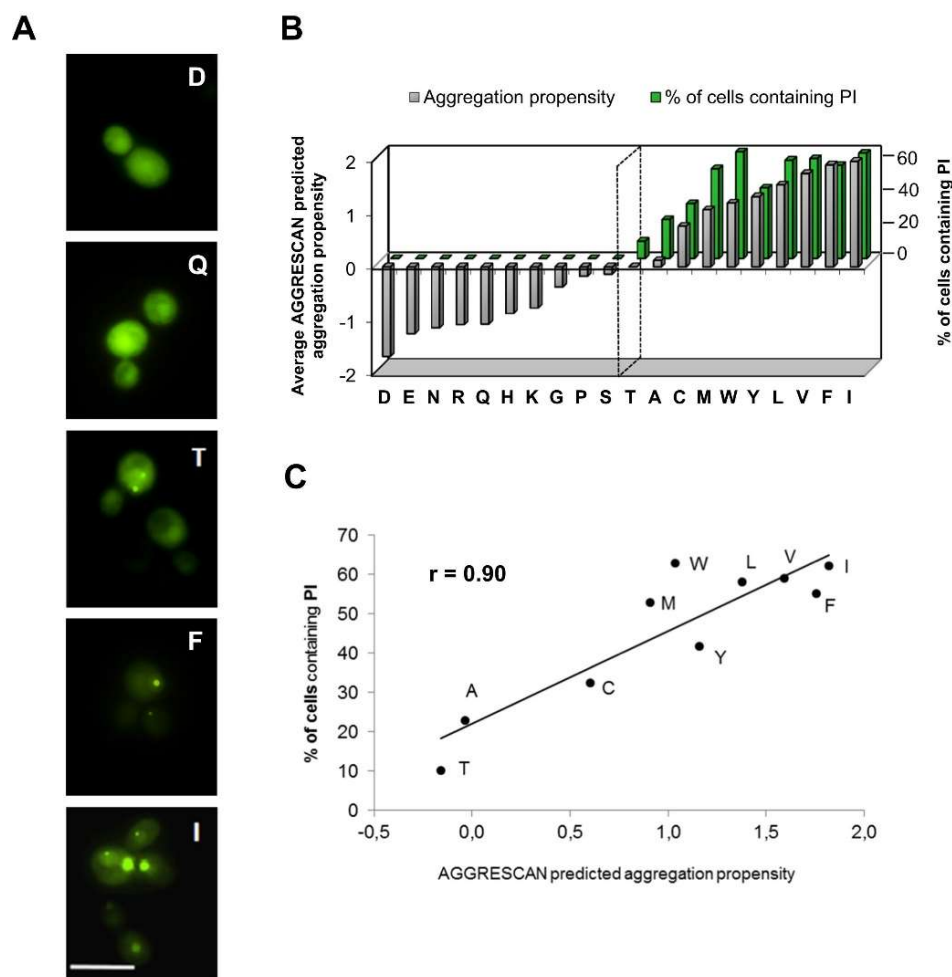 A
D
Q
T
F
I
B
Aggregation propensity % of cells containing PI
Average AGGRESCAN predicted
aggregation propensity
2
1
0
-1
-2
60
40
20
0
% of cells containing PI
D E N R Q H K G P S T A C M W Y L V F I
C
% of cells containing PI
70
60
50
40
30
20
10
0
r = 0.90
W
L
V
I
M
F
Y
A
C
T
-0,5 0,0 0,5 1,0 1,5 2,0
AGGRESCAN predicted aggregation propensity